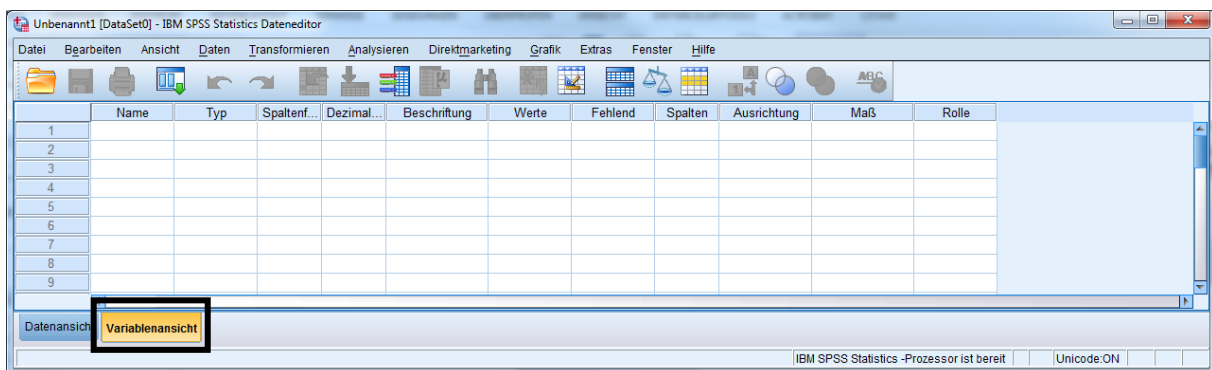 Unbenannt1 [DataSet0] - IBM SPSS Statistics Dateneditor
Datei Bearbeiten Ansicht Daten Transformieren Analysieren Direktmarketing Grafik Extras Fenster Hilfe
Name Typ Spaltenf... Dezimal... Beschriftung Werte Fehlend Spalten Ausrichtung Maß Rolle
1
2
3
4
5
6
7
8
9
Datenansich Variablenansicht
IBM SPSS Statistics -Prozessor ist bereit Unicode:ON